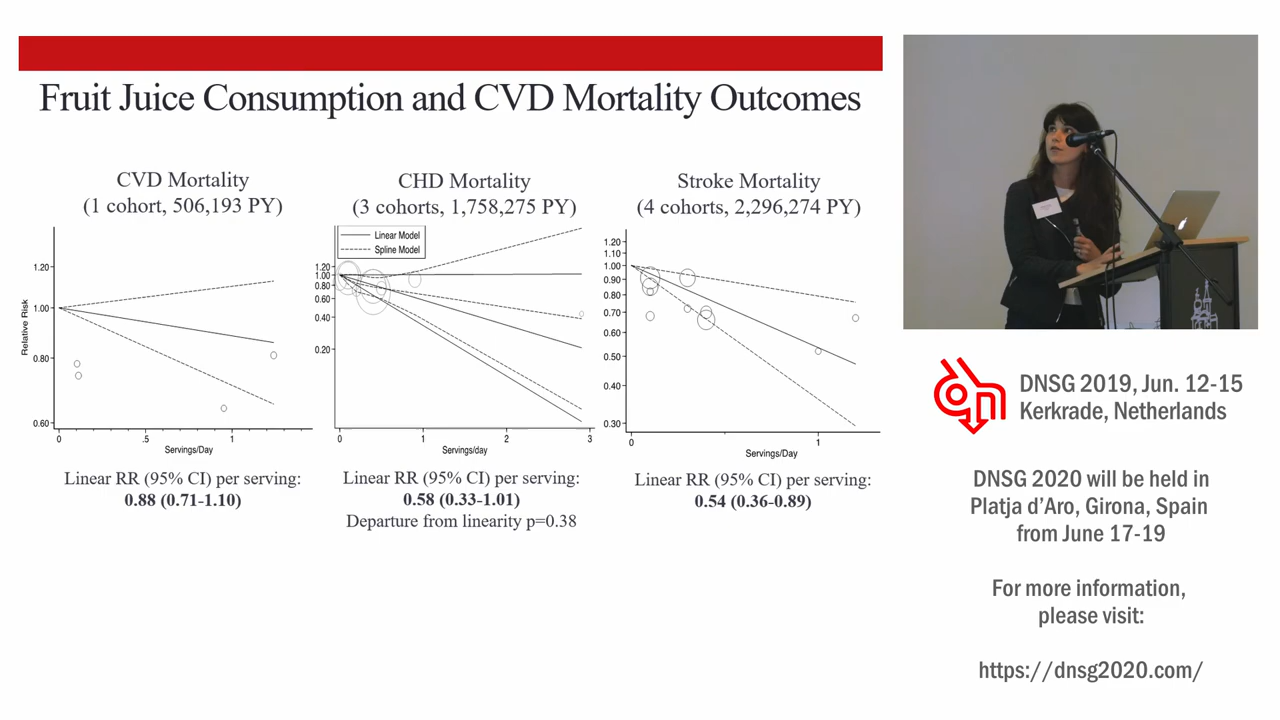 Fruit Juice Consumption and CVD Mortality Outcomes
CVD Mortality
(1 cohort, 506,193 PY)
Relative Risk
1.20
1.00
0.80
0.60
0 .5 1
Servings/Day
Linear RR (95% CI) per serving:
0.88 (0.71-1.10)
CHD Mortality
(3 cohorts, 1,758,275 PY)
Linear Model
Spline Model
1.20
1.00
0.80
0.60
0.40
0.20
0 1 2 3
Servings/day
Linear RR (95% CI) per serving:
0.58 (0.33-1.01)
Departure from linearity p=0.38
Stroke Mortality
(4 cohorts, 2,296,274 PY)
1.20
1.10
1.00
0.90
0.80
0.70
0.60
0.50
0.40
0.30
0 1
Servings/Day
Linear RR (95% CI) per serving:
0.54 (0.36-0.89)
DNSG 2019, Jun. 12-15
Kerkrade, Netherlands
DNSG 2020 will be held in
Platja d’Aro, Girona, Spain
from June 17-19
For more information,
please visit:
https://dnsg2020.com/